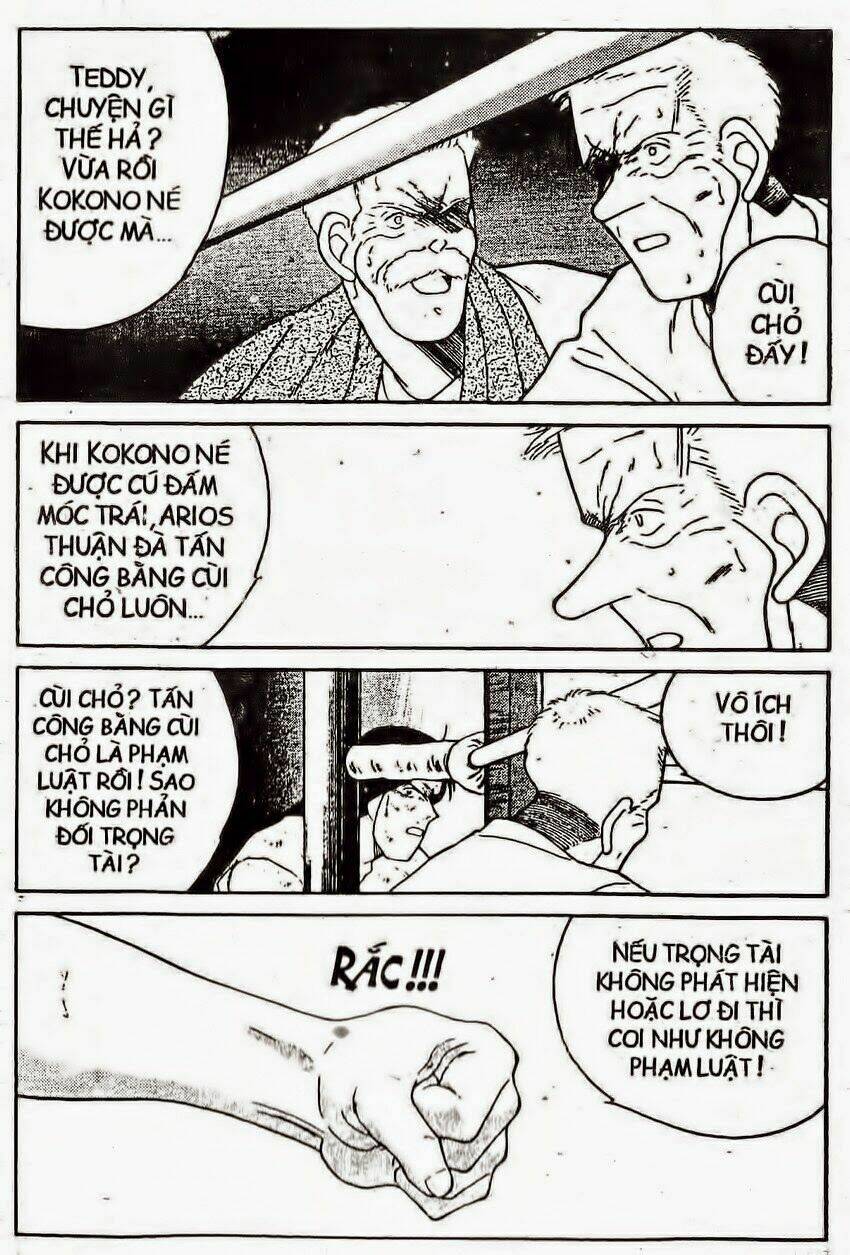 TEDDY,
CHUYỆN GÌ
THẾ HẢ?
VỪA RỒI
KOKONO NÉ
ĐƯỢC MÀ...
CÙI
CHỎ
ĐẤY!
KHI KOKONO NÉ
ĐƯỢC CÚ ĐẤM
MÓC TRÁI, ARIOS
THUẬN ĐÀ TẤN
CÔNG BẰNG CÙI
CHỎ LUÔN...
CÙI CHỎ? TẤN
CÔNG BẰNG CÙI
CHỎ LÀ PHẠM
LUẬT RỒI! SAO
KHÔNG PHẢN
ĐỐI TRỌNG
TÀI?
VÔ ÍCH
THÔI!
RẮC!!!
NẾU TRỌNG TÀI
KHÔNG PHÁT HIỆN
HOẶC LƠ ĐI THÌ
COI NHƯ KHÔNG
PHẠM LUẬT!